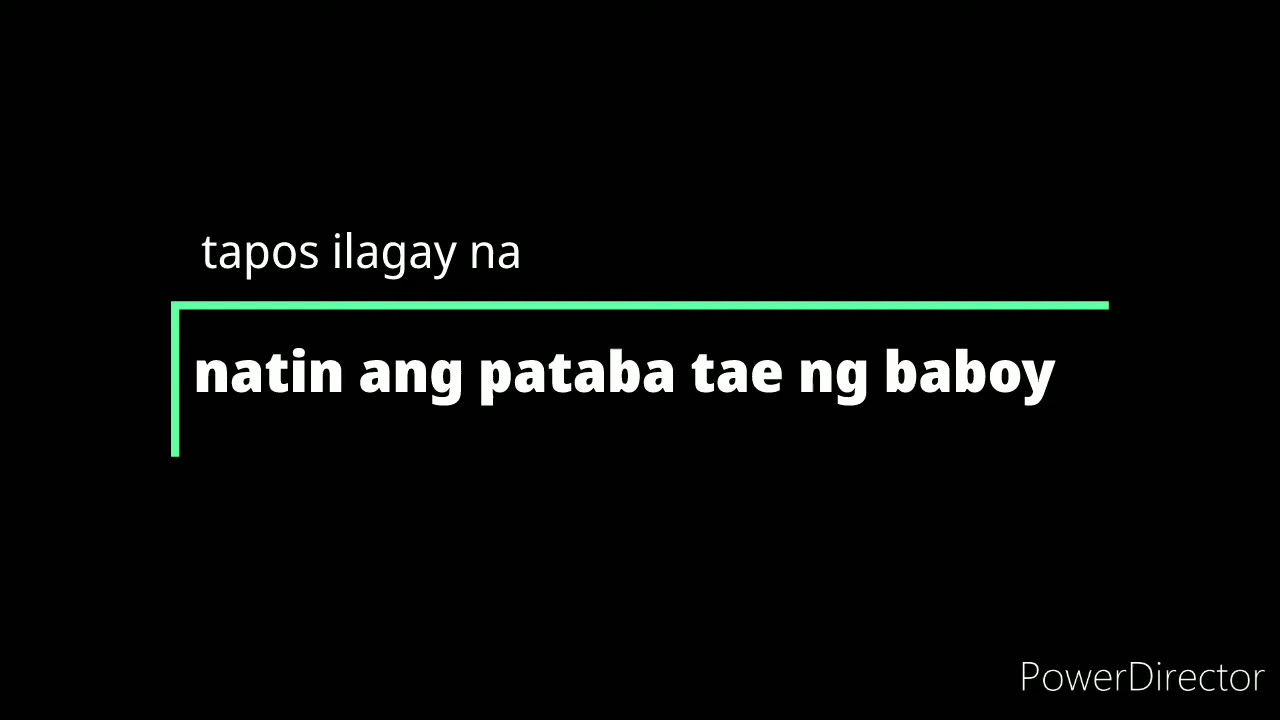 tapos ilagay na
natin ang pataba tae ng baboy
PowerDirector